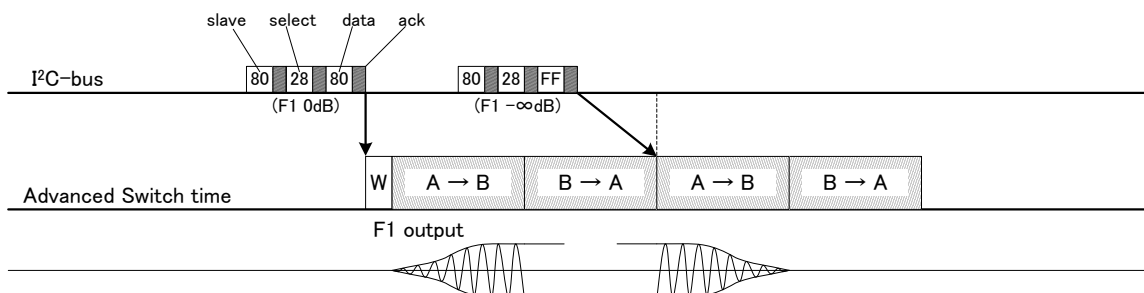 slave select data ack
I²C-bus
80 28 80 80 28 FF
(F1 0dB) (F1 −∞dB)
W A → B B → A A → B B → A
Advanced Switch time
F1 output